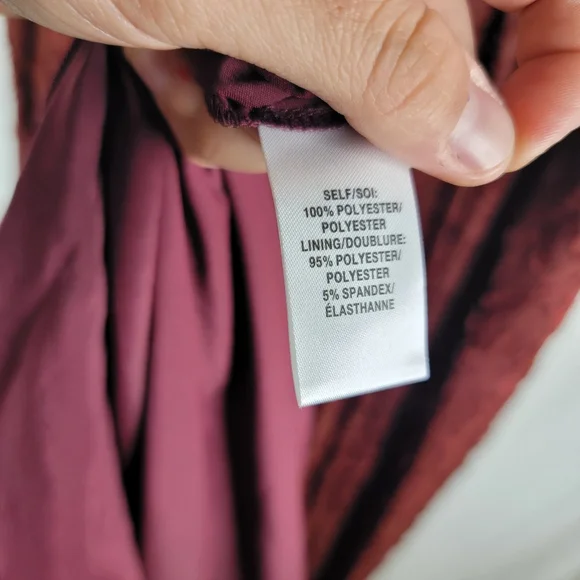 SELF/SOI:
100% POLYESTER/
POLYESTER
LINING/DOUBLURE:
95% POLYESTER/
POLYESTER
5% SPANDEX/
ÉLASTHANNE